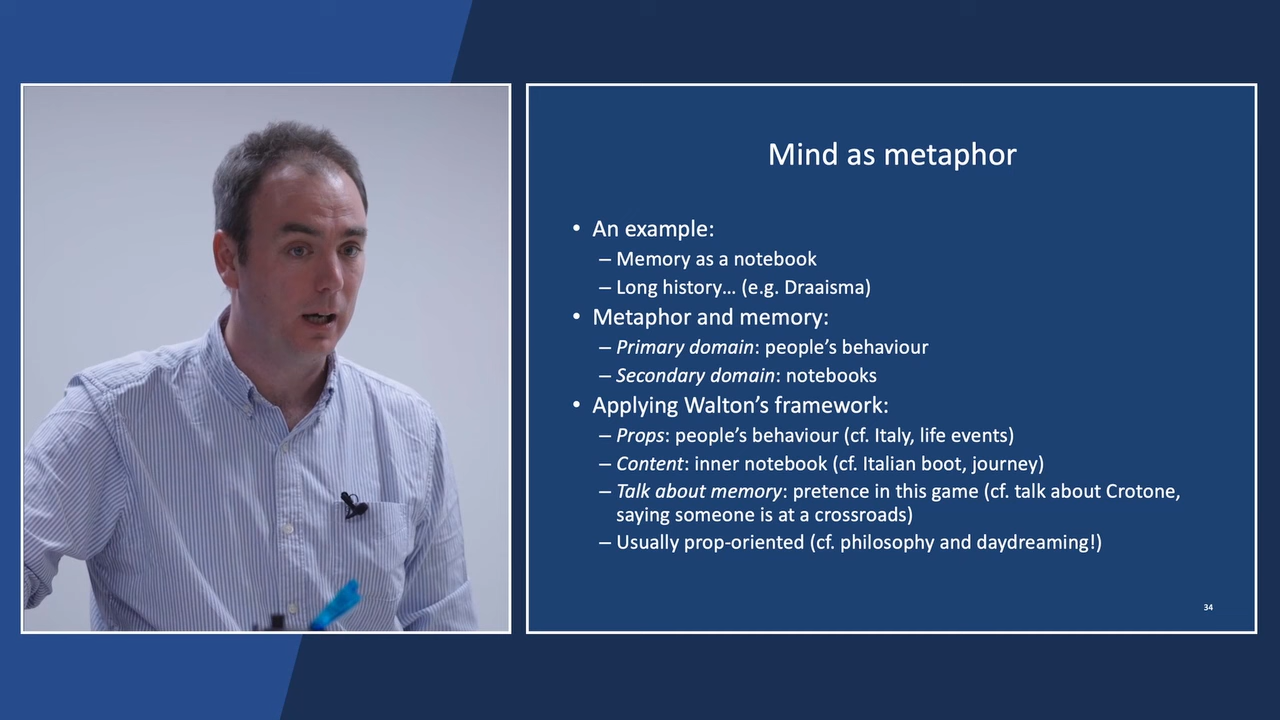 Mind as metaphor
• An example:
– Memory as a notebook
– Long history… (e.g. Draaisma)
• Metaphor and memory:
– Primary domain: people’s behaviour
– Secondary domain: notebooks
• Applying Walton’s framework:
– Props: people’s behaviour (cf. Italy, life events)
– Content: inner notebook (cf. Italian boot, journey)
– Talk about memory: pretence in this game (cf. talk about Crotone,
saying someone is at a crossroads)
– Usually prop-oriented (cf. philosophy and daydreaming!)
34